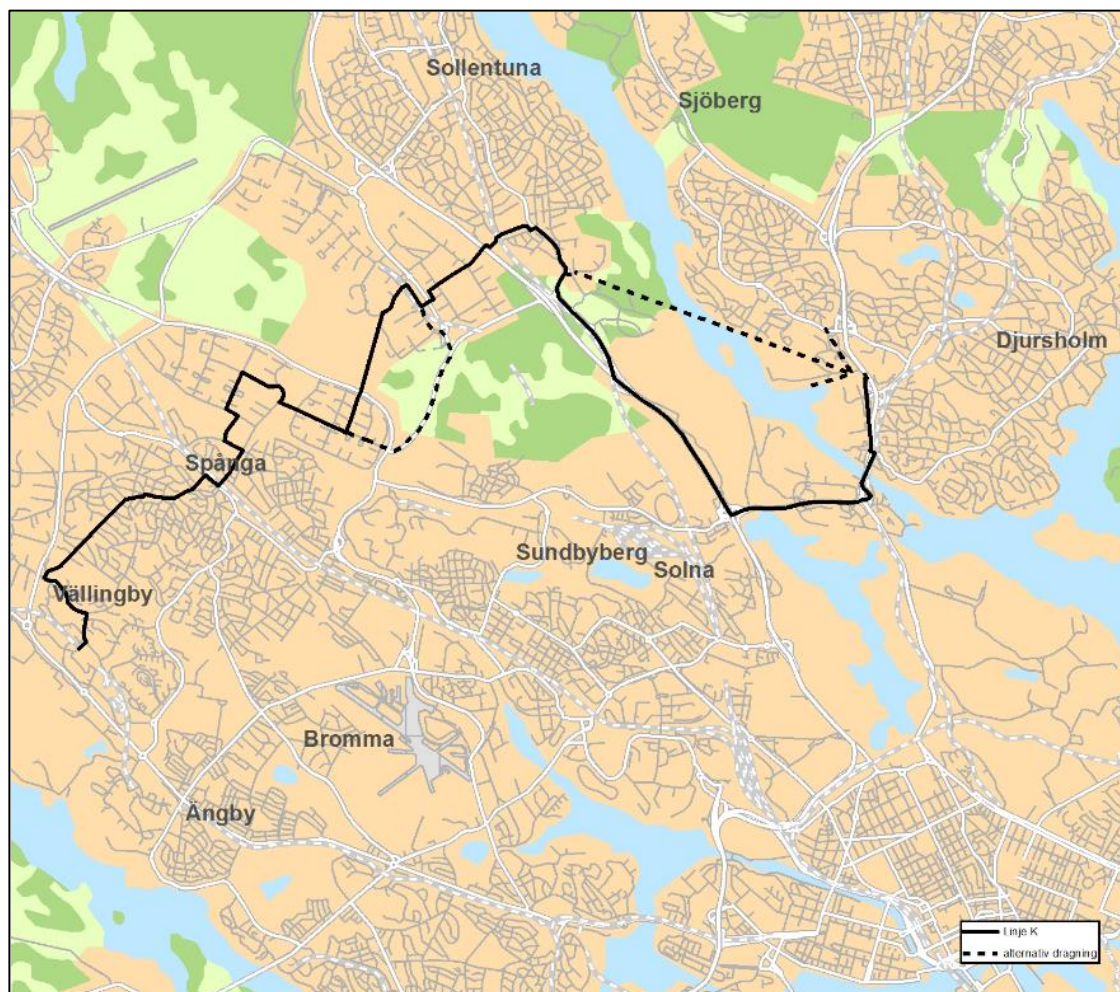 Sollentuna
Sjöberg
Djursholm
Spånga
Sundbyberg
Solna
Vällingby
Bromma
Ängby
Linje K
alternativ dragning